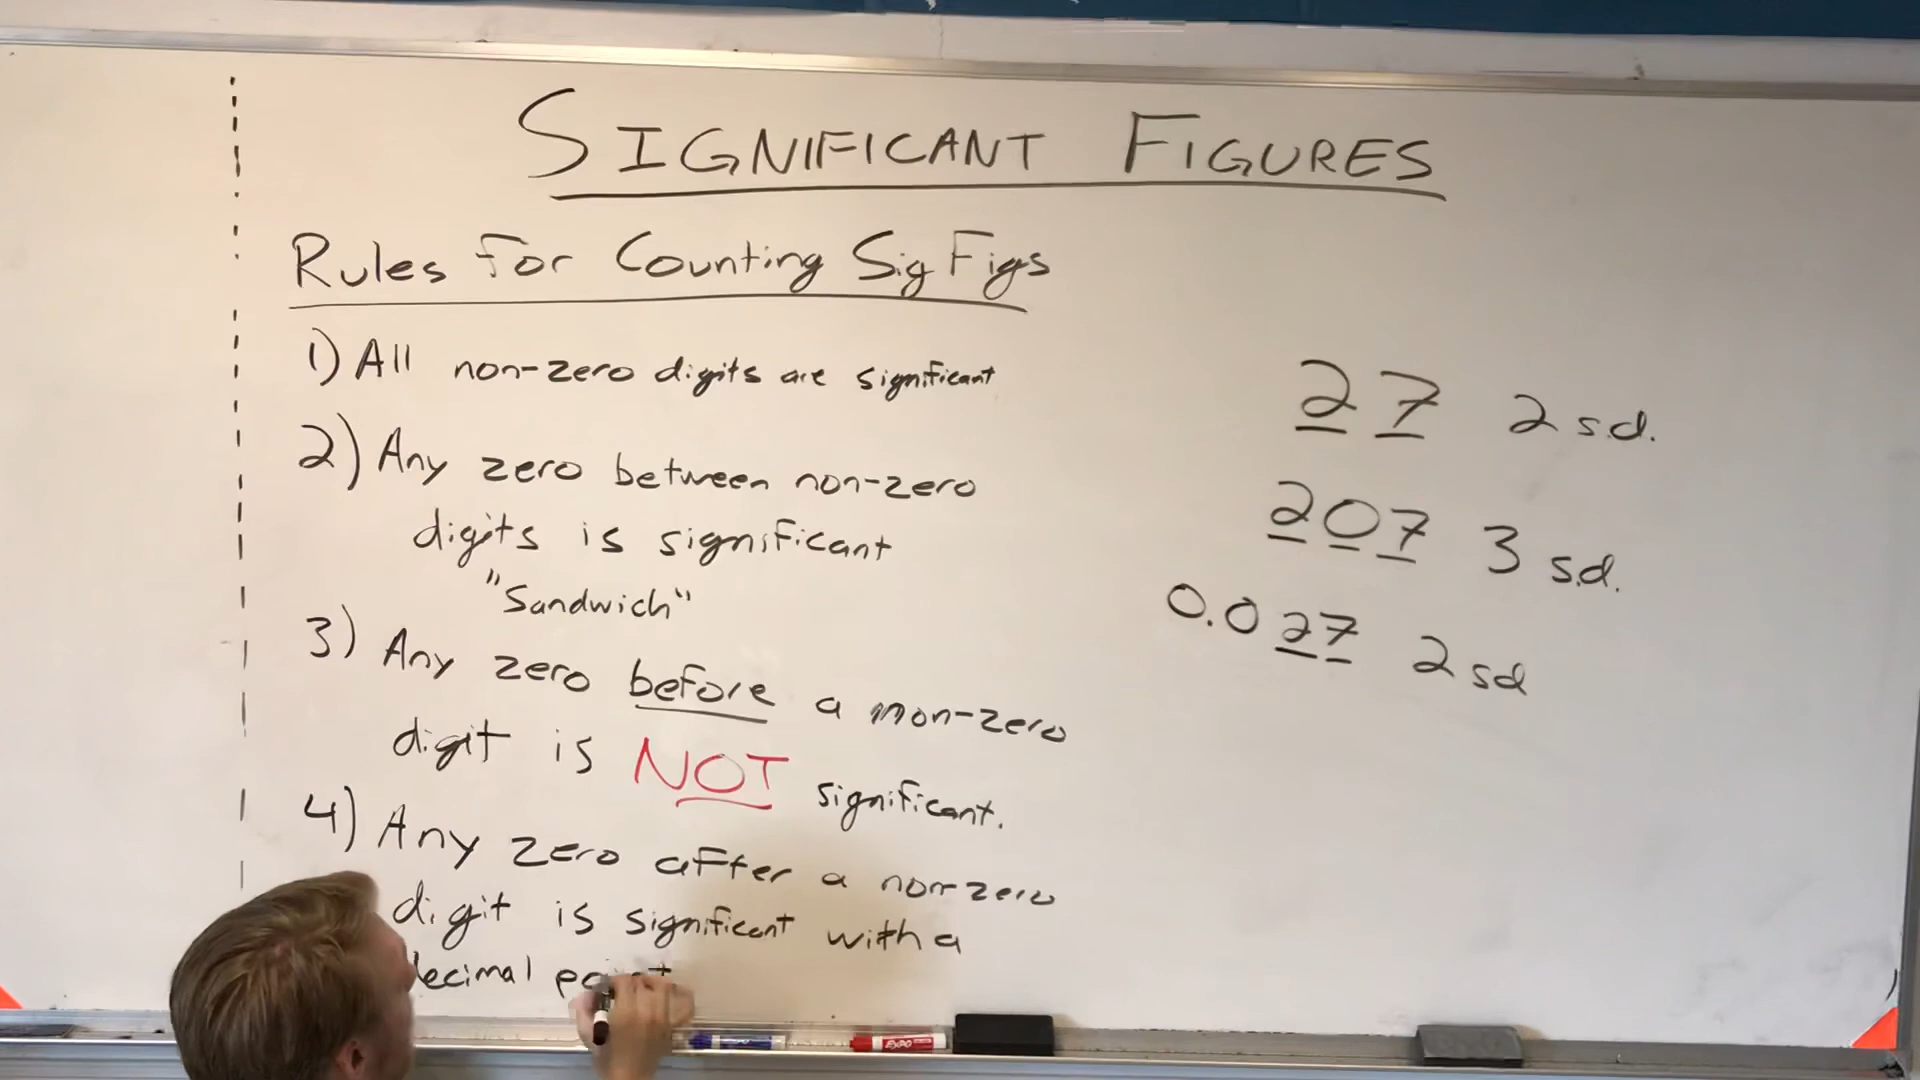 SIGNIFICANT FIGURES
Rules for Counting Sig Figs
1) All non-zero digits are significant
2) Any zero between non-zero
digits is significant
"Sandwich"
3) Any zero before a non-zero
digit is NOT significant.
4) Any zero after a non-zero
digit is significant with a
decimal
27 2 s.d.
207 3 s.d.
0.027 2 sd
EXPO